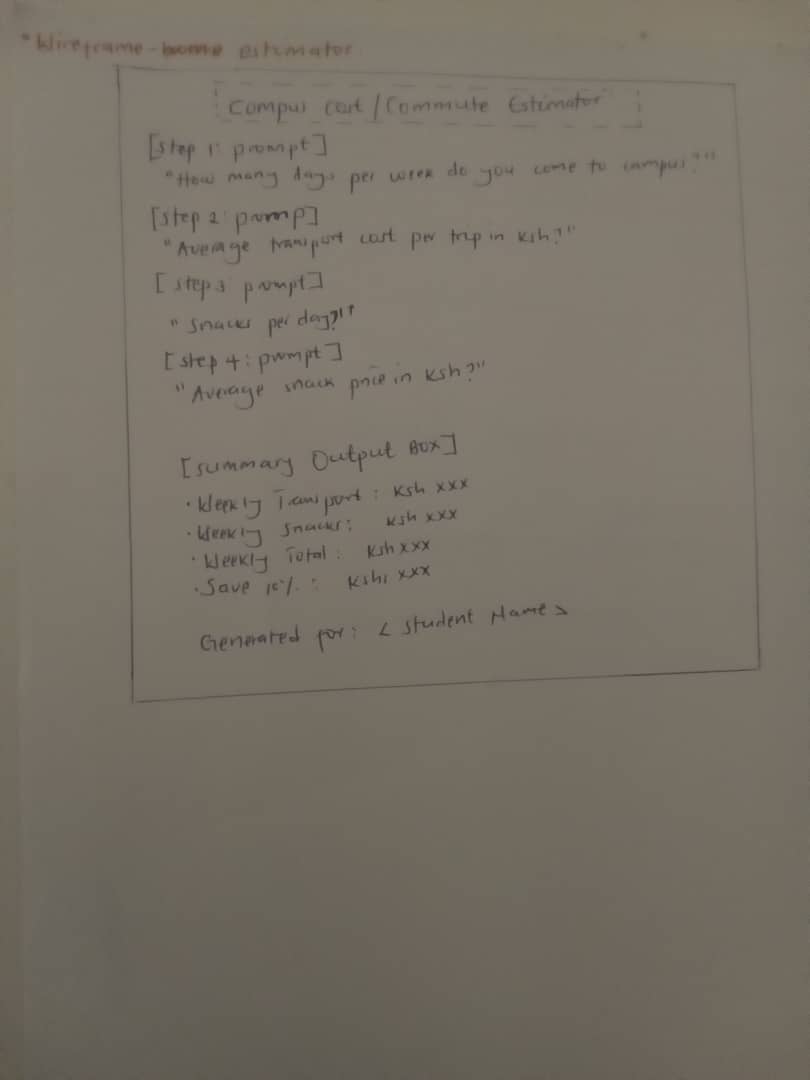 * Wireframe - home estimator
Campus Cost / Commute Estimator
[step 1: prompt]
"How many days per week do you come to campus?"
[step 2: promp]
"Average transport cost per trip in Ksh?"
[step 3 prompt]
"Snacks per day?"
[step 4: prompt]
"Average snack price in Ksh?"
[summary Output Box]
• Weekly Transport: Ksh xxx
• Weekly Snacks: Ksh xxx
• Weekly Total: Ksh xxx
• Save 10%: Ksh, xxx
Generated for: < Student Name >